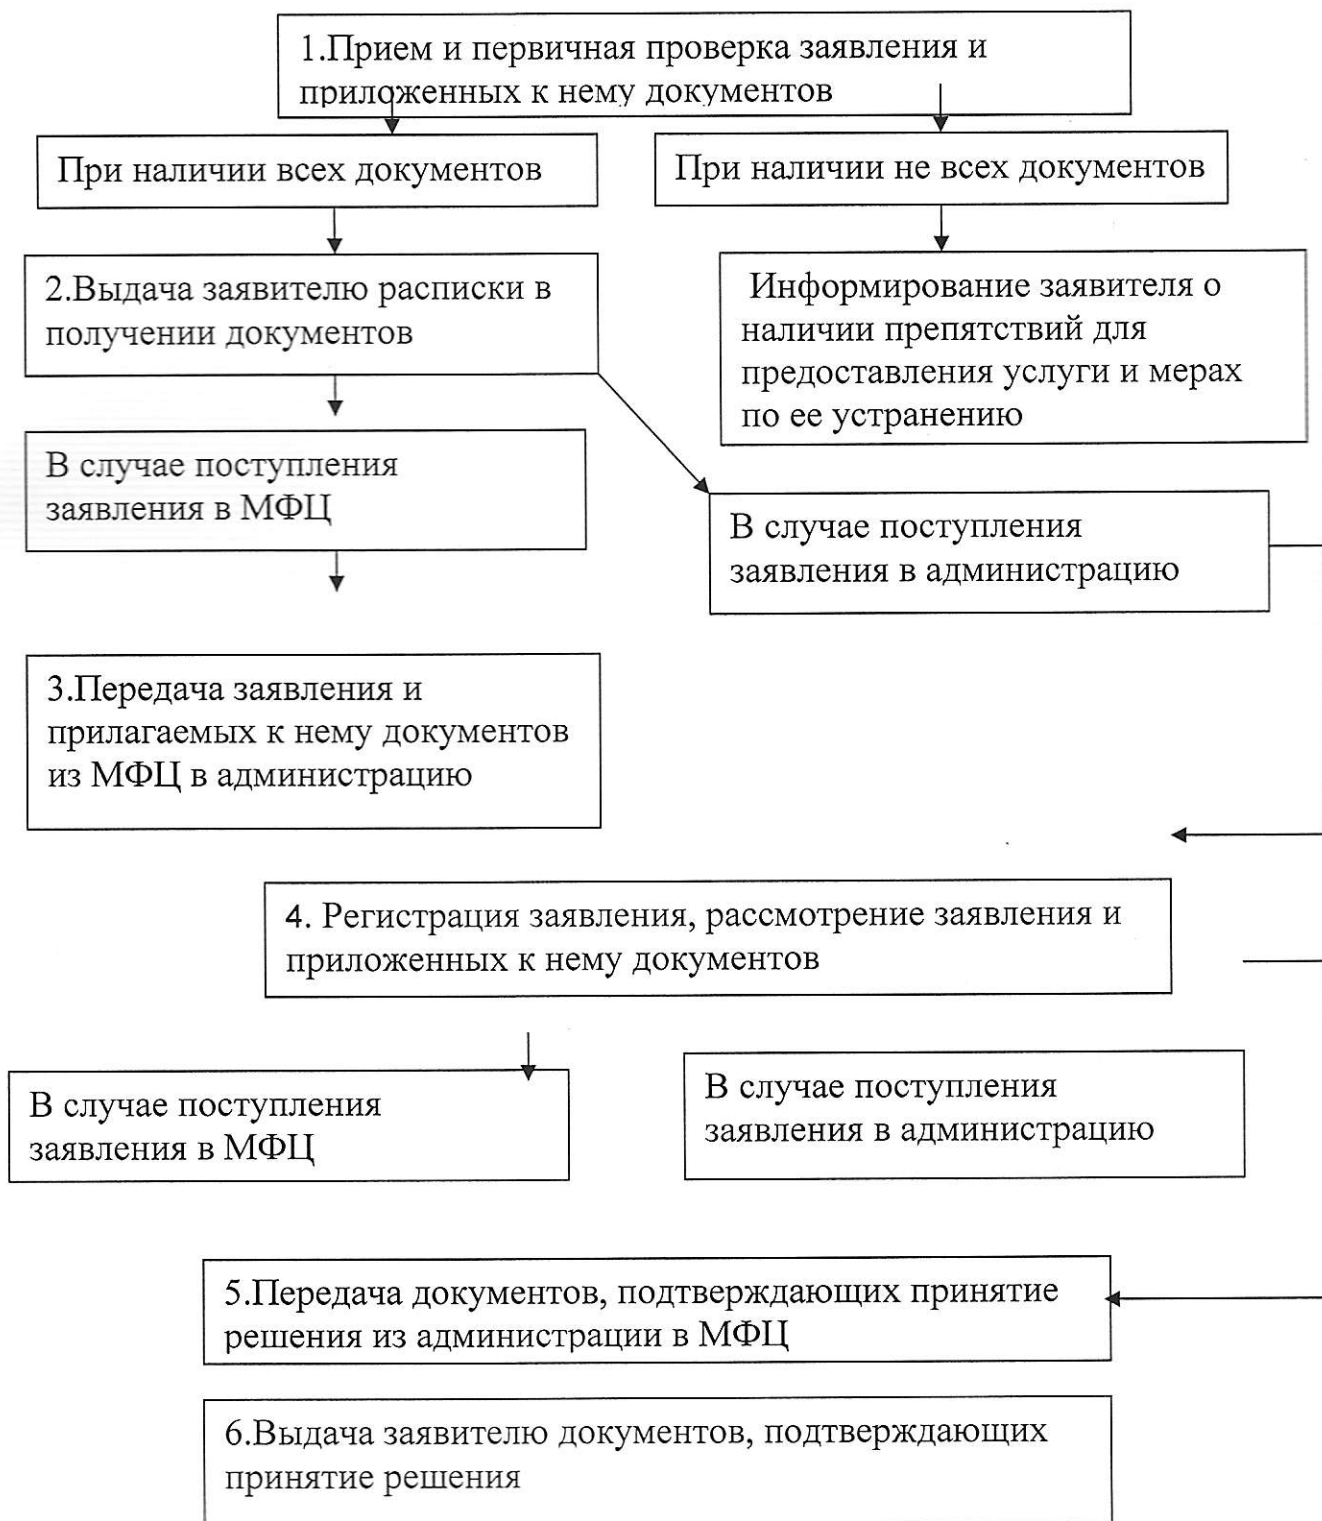 1.Прием и первичная проверка заявления и
приложенных к нему документов
При наличии всех документов
При наличии не всех документов
2.Выдача заявителю расписки в
получении документов
Информирование заявителя о
наличии препятствий для
предоставления услуги и мерах
по ее устранению
В случае поступления
заявления в МФЦ
В случае поступления
заявления в администрацию
3.Передача заявления и
прилагаемых к нему документов
из МФЦ в администрацию
4. Регистрация заявления, рассмотрение заявления и
приложенных к нему документов
В случае поступления
заявления в МФЦ
В случае поступления
заявления в администрацию
5.Передача документов, подтверждающих принятие
решения из администрации в МФЦ
6.Выдача заявителю документов, подтверждающих
принятие решения